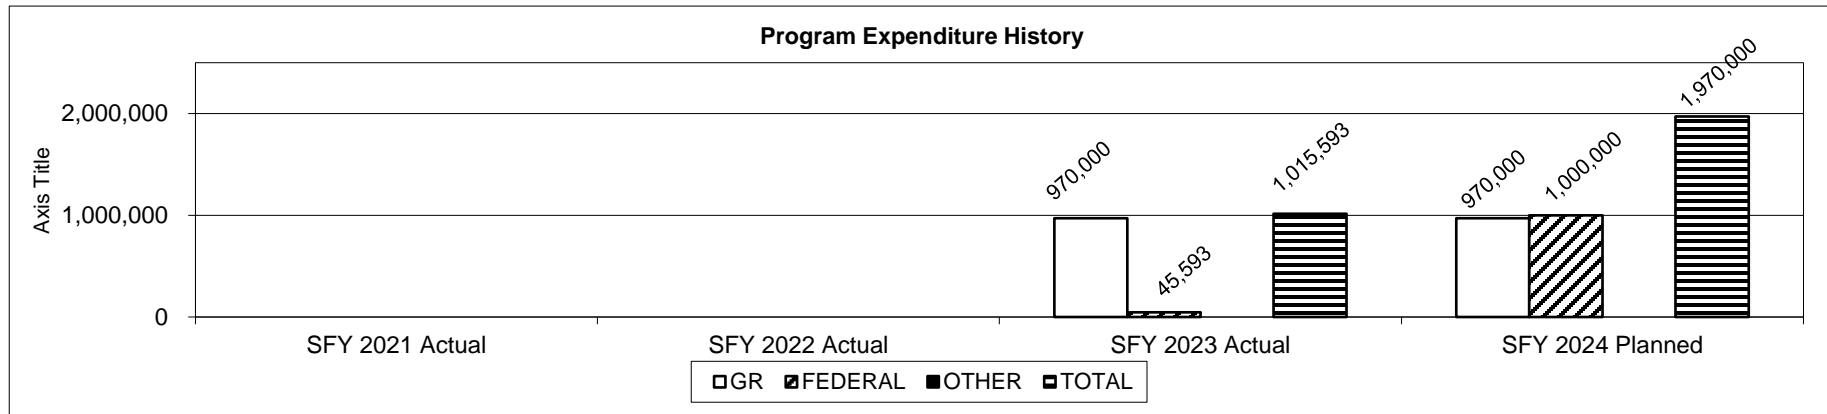 Program Expenditure History
Axis Title
2,000,000
1,000,000
0
970,000
45,593
1,015,593
970,000
1,000,000
1,970,000
SFY 2021 Actual
SFY 2022 Actual
SFY 2023 Actual
SFY 2024 Planned
GR FEDERAL OTHER TOTAL